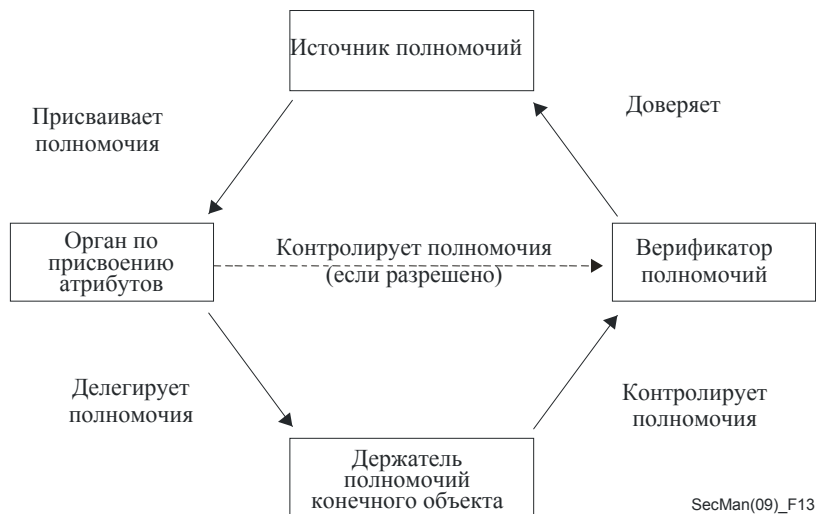 Источник полномочий
Присваивает
полномочия
Доверяет
Орган по
присвоению
атрибутов
Контролирует полномочия
(если разрешено)
Верификатор
полномочий
Делегирует
полномочия
Контролирует
полномочия
Держатель
полномочий
конечного объекта
SecMan(09)_F13